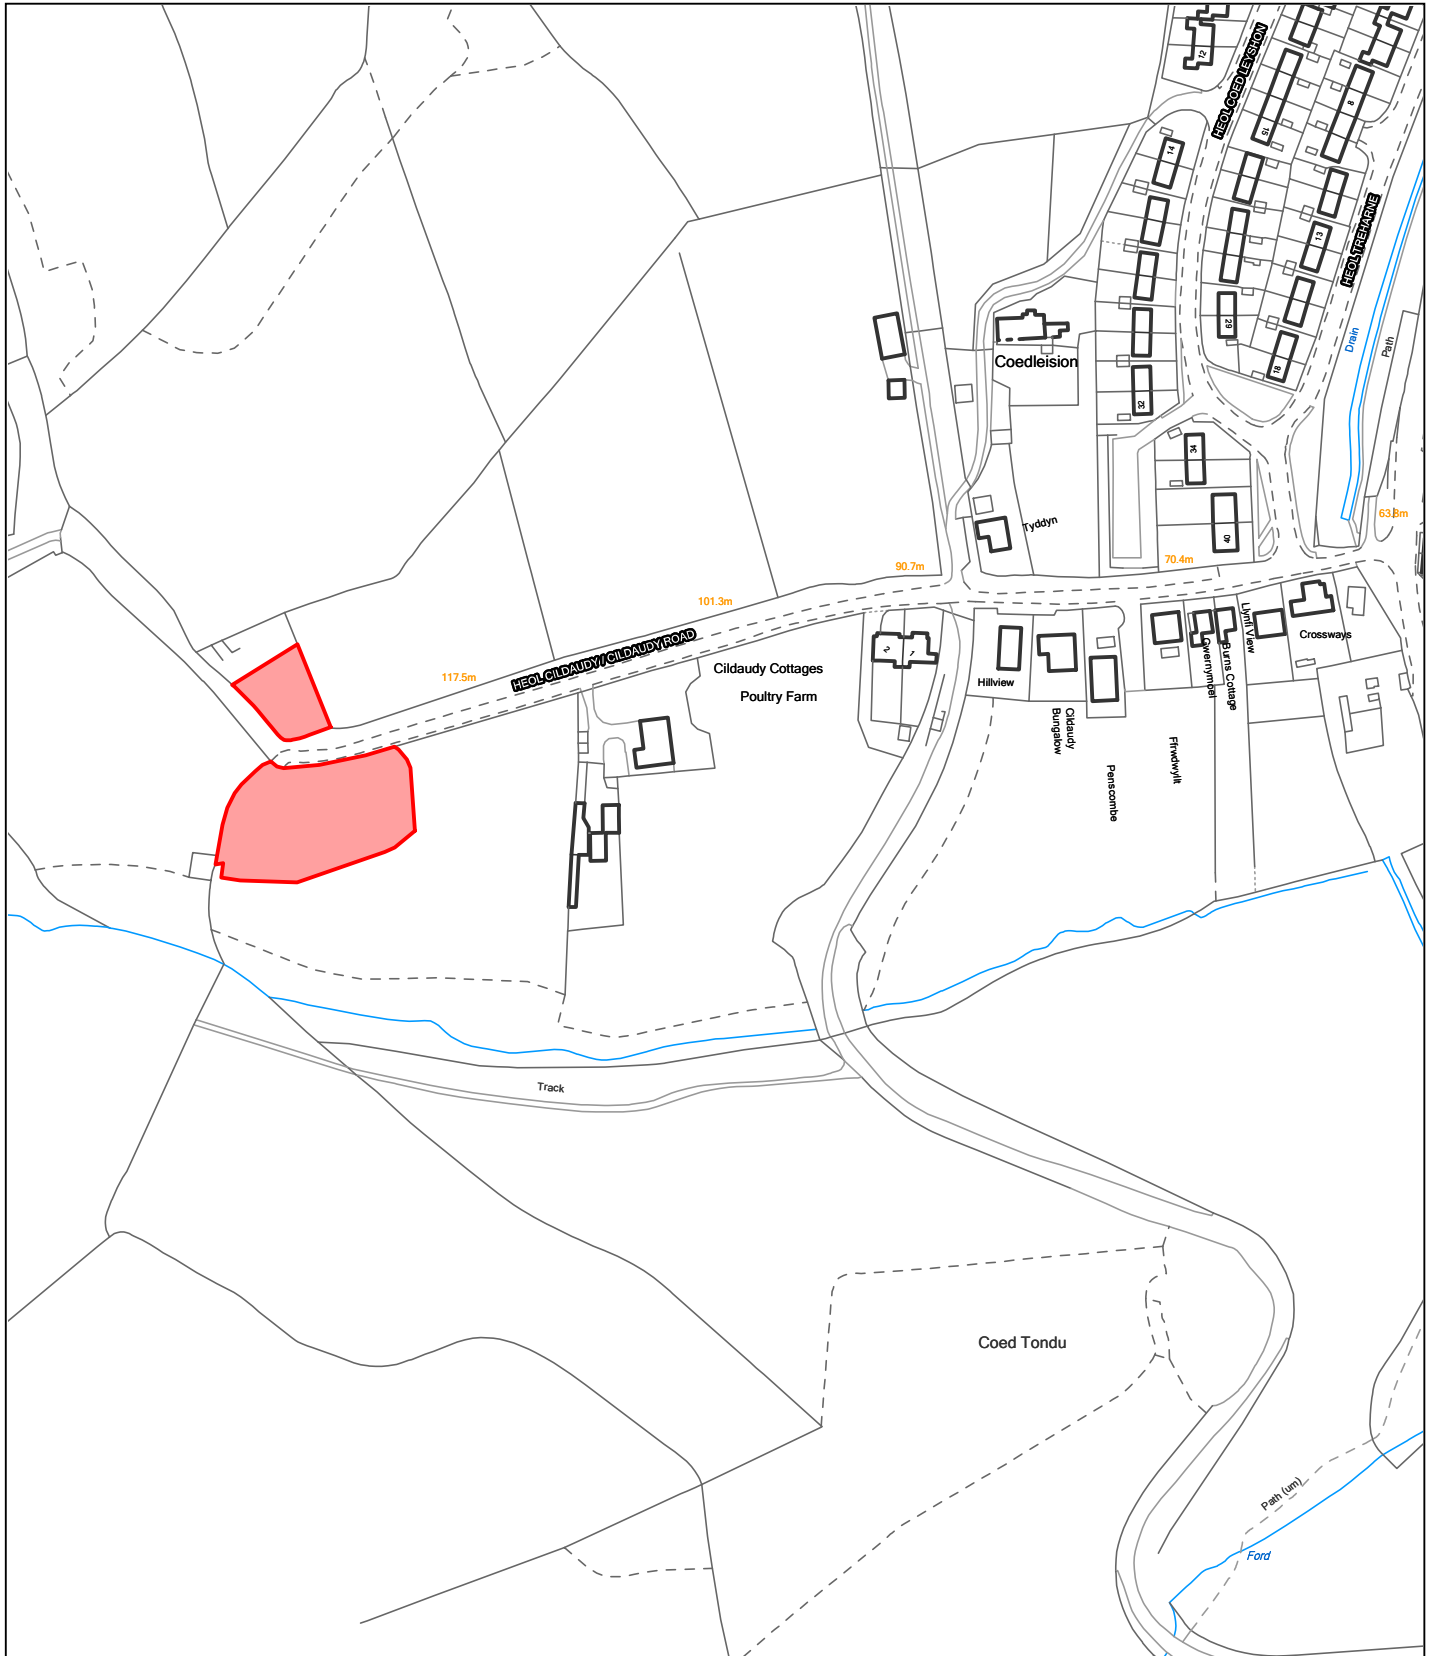 HEOL COED LEYSHON
12
8
15
14
HEOL TREHARNE
13
29
18
Drain
Path
Coedleision
32
34
40
Tyddyn
63.8m
90.7m
70.4m
101.3m
HEOL CILDAUDY / CILDAUDY ROAD
117.5m
Cildaudy Cottages
Poultry Farm
2
1
Hillview
Cildaudy
Bungalow
Penscombe
Ffrwdwyllt
Gwernymoel
Burns Cottage
Llynfi View
Crossways
Track
Coed Tondu
Path (um)
Ford